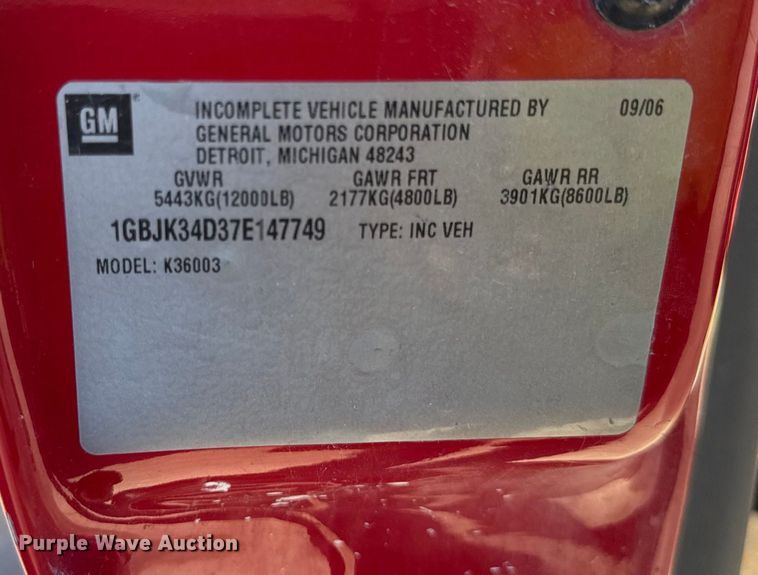 GM
INCOMPLETE VEHICLE MANUFACTURED BY 09/06
GENERAL MOTORS CORPORATION
DETROIT, MICHIGAN 48243
GVWR GAWR FRT GAWR RR
5443KG(12000LB) 2177KG(4800LB) 3901KG(8600LB)
1GBJK34D37E147749 TYPE: INC VEH
MODEL: K36003
Purple Wave Auction